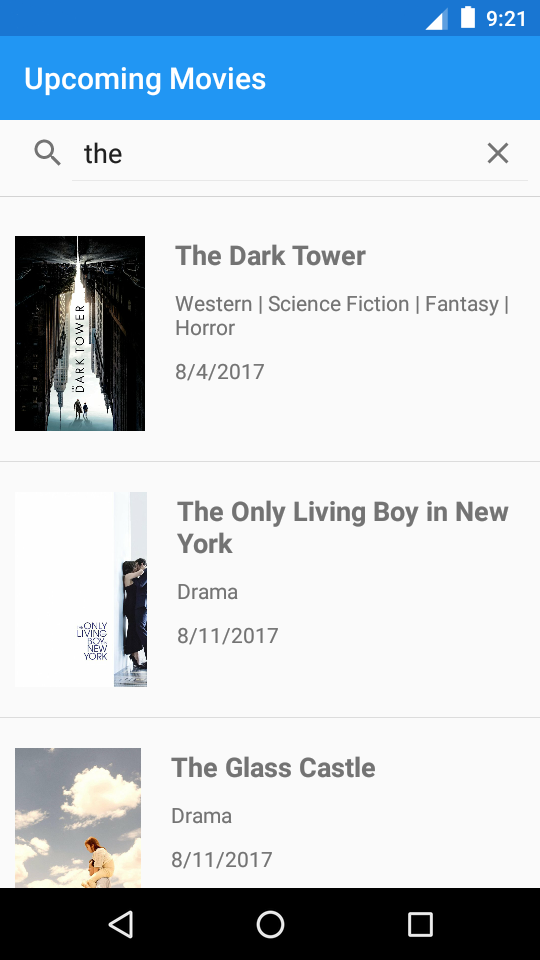 9:21
Upcoming Movies
the
The Dark Tower
Western | Science Fiction | Fantasy |
Horror
8/4/2017
DARK TOWER
The Only Living Boy in New
York
Drama
8/11/2017
THE ONLY
LIVING
BOY IN
NEW
YORK
The Glass Castle
Drama
8/11/2017